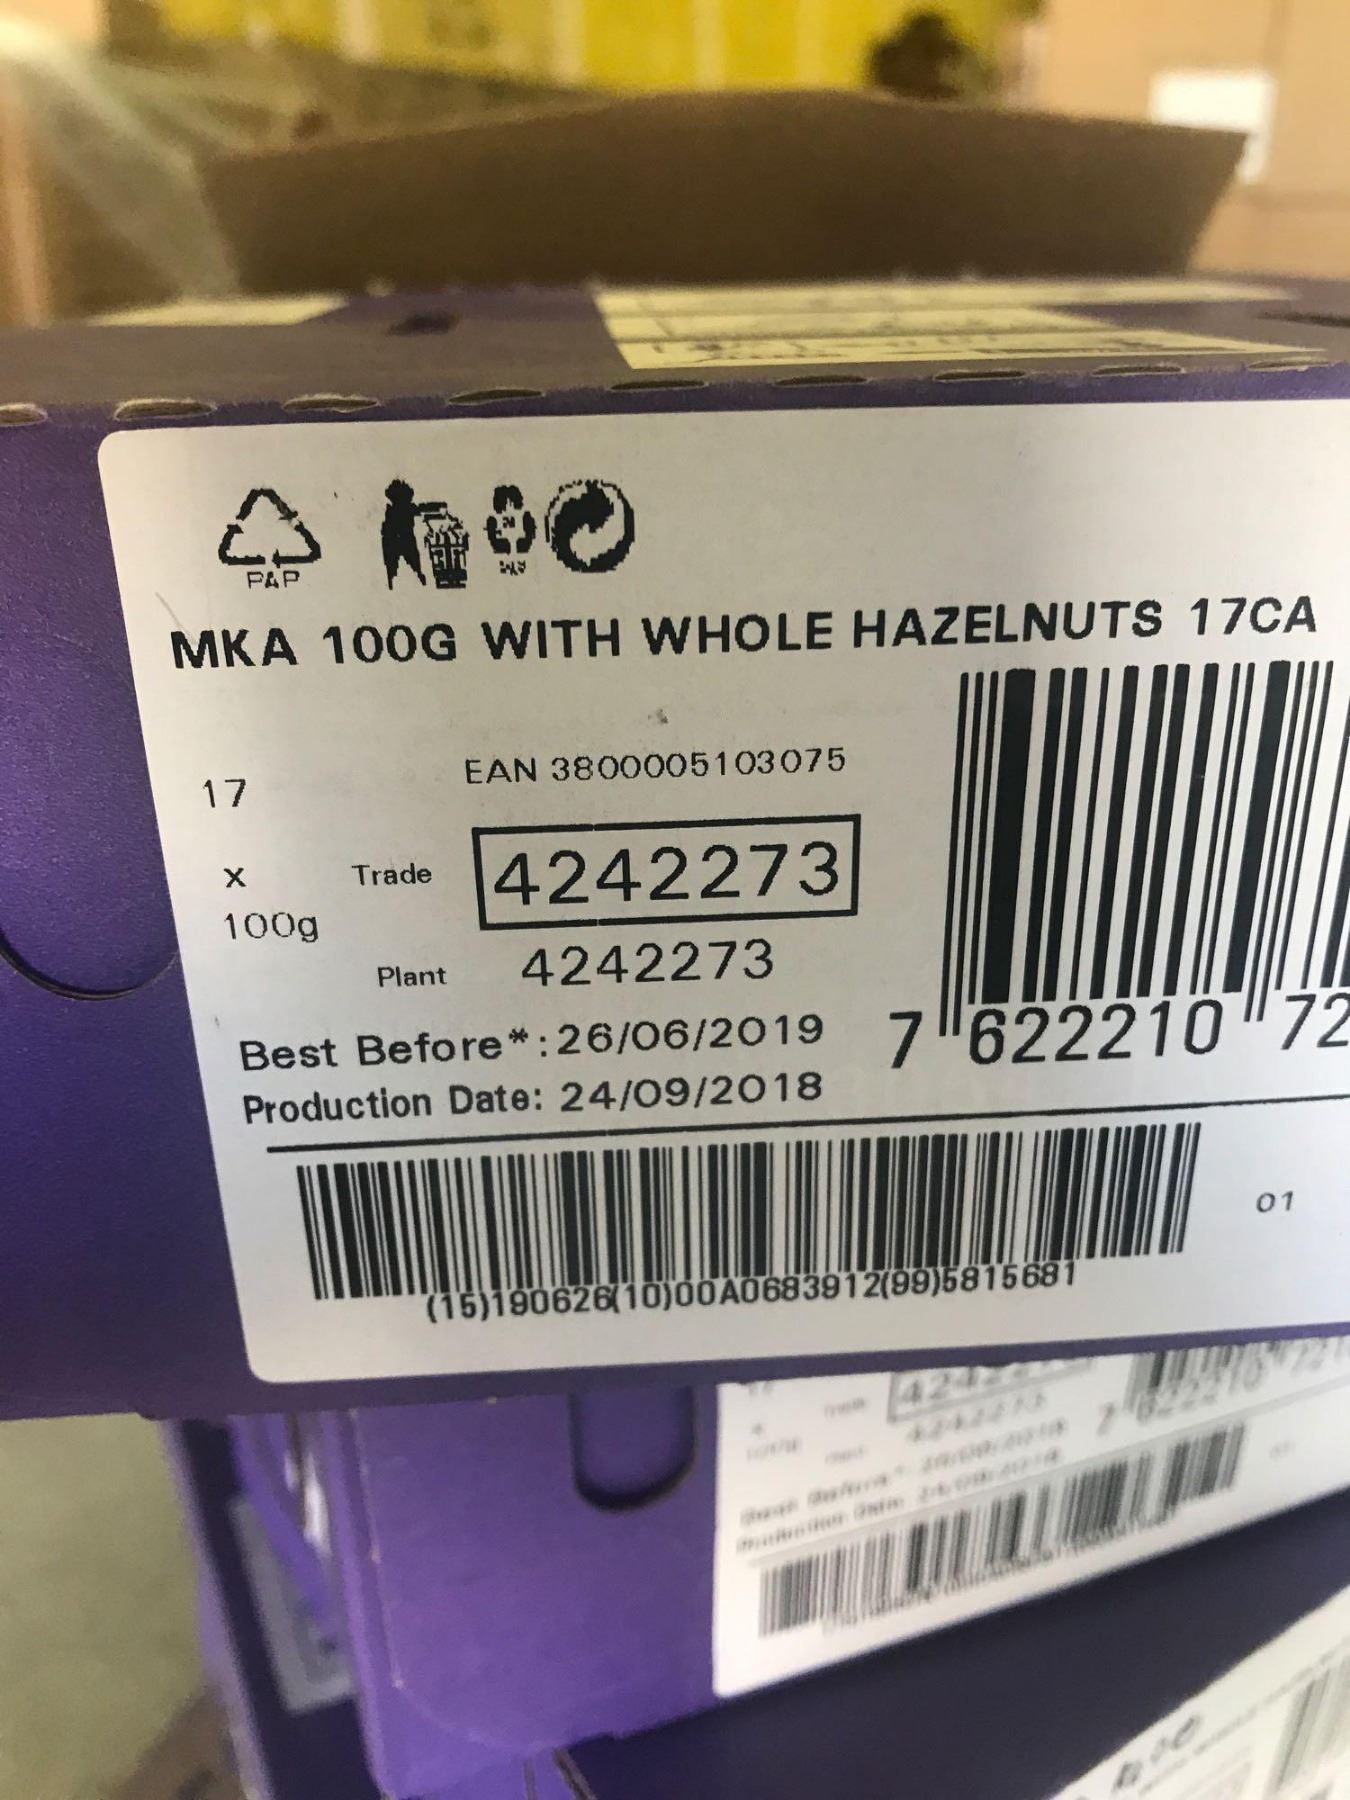 PAP
MKA 100G WITH WHOLE HAZELNUTS 17CA
EAN 3800005103075
17
x
100g
Trade 4242273
Plant 4242273
Best Before*: 26/06/2019
Production Date: 24/09/2018
7 622210 72
01
(15)190626(10)00A0683912(99)5815681